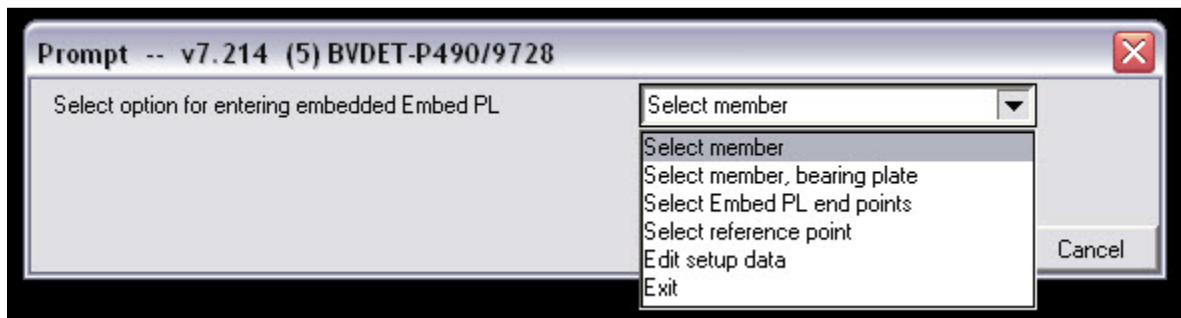 Prompt -- v7.214 (5) BVDET-P490/9728
Select option for entering embedded Embed PL
Select member
Select member
Select member, bearing plate
Select Embed PL end points
Select reference point
Edit setup data
Exit
Cancel